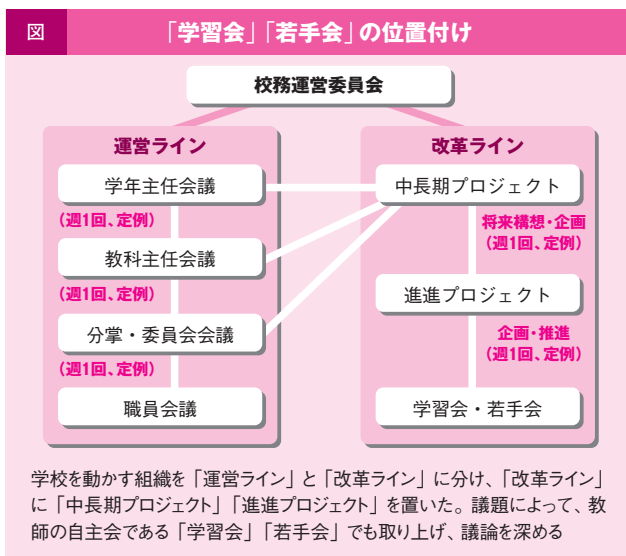 図
「学習会」「若手会」の位置付け
校務運営委員会
運営ライン
学年主任会議
(週1回、定例)
教科主任会議
(週1回、定例)
分掌・委員会会議
(週1回、定例)
職員会議
改革ライン
中長期プロジェクト
将来構想・企画
(週1回、定例)
進進プロジェクト
企画・推進
(週1回、定例)
学習会・若手会
学校を動かす組織を「運営ライン」と「改革ライン」に分け、「改革ライン」
に「中長期プロジェクト」「進進プロジェクト」を置いた。議題によって、教
師の自主会である「学習会」「若手会」でも取り上げ、議論を深める